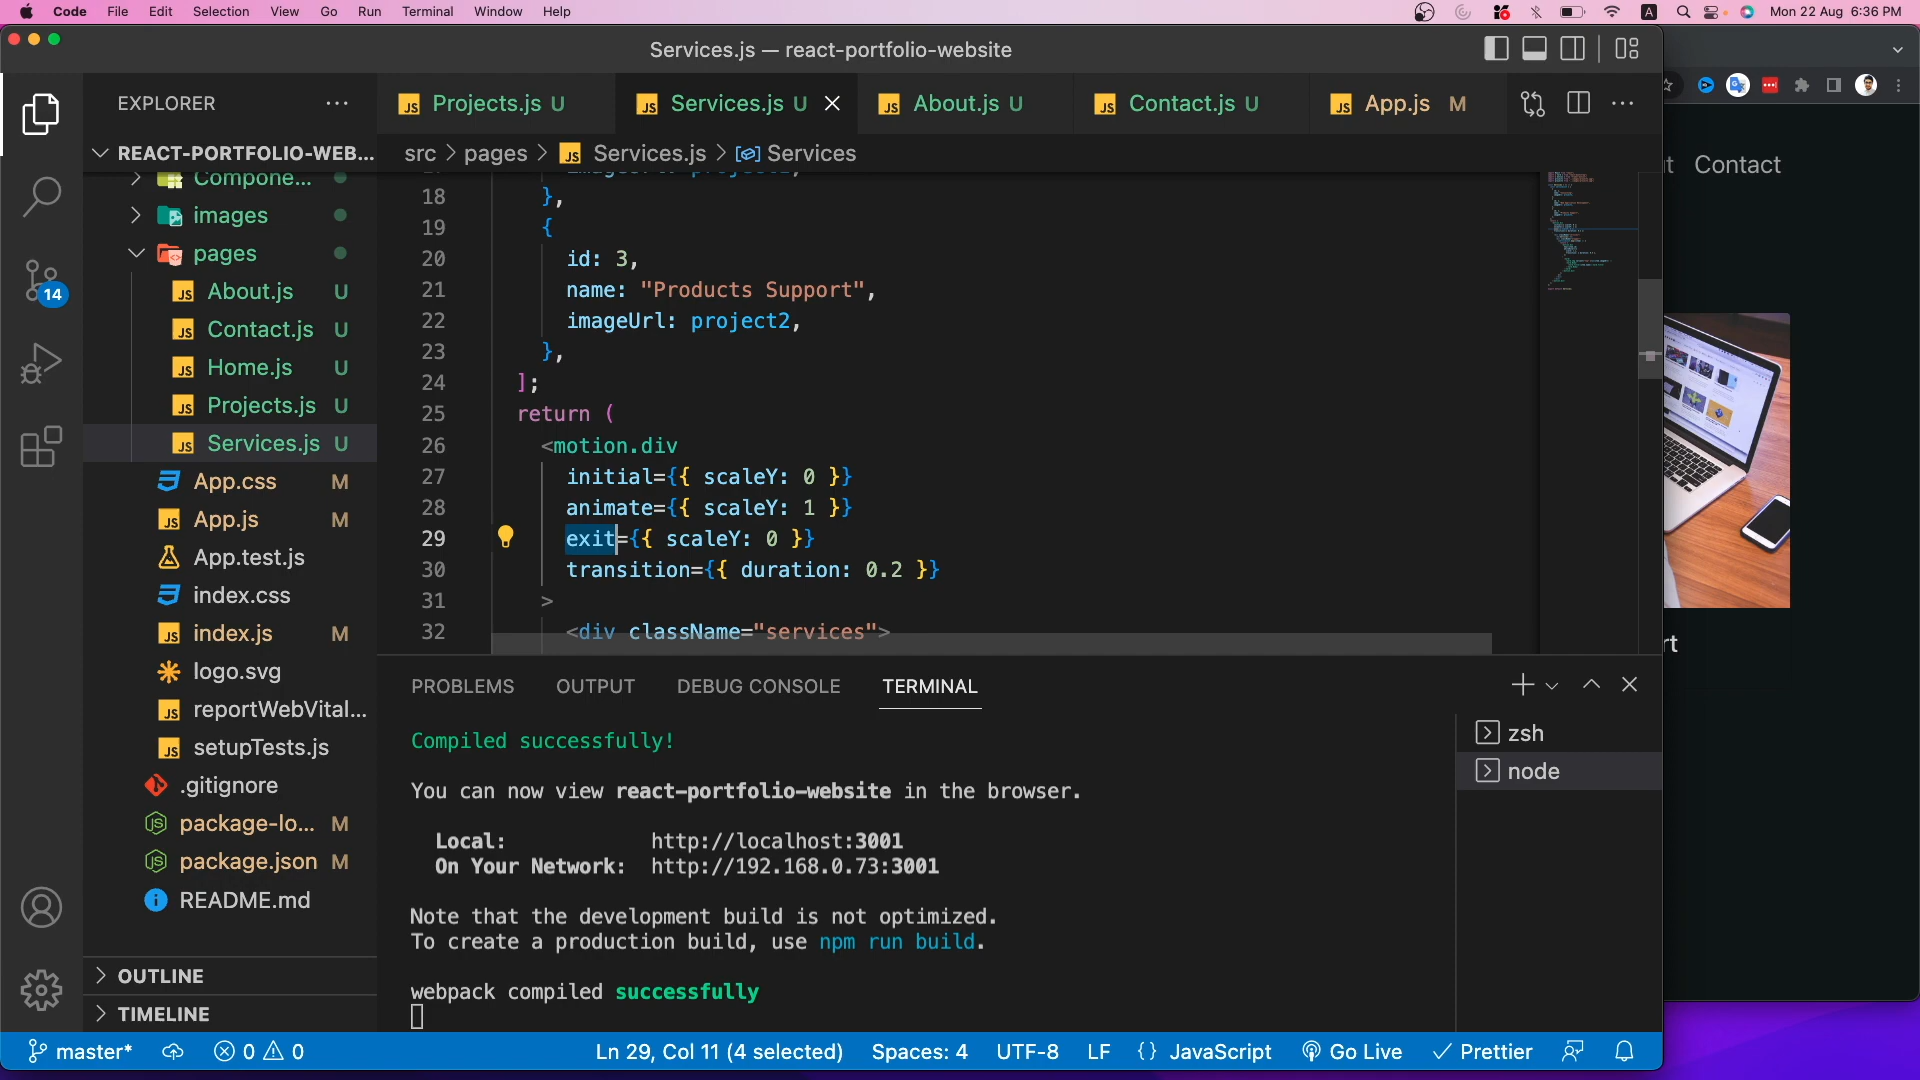 Code File Edit Selection View Go Run Terminal Window Help
A Mon 22 Aug 6:36 PM
Services.js — react-portfolio-website
EXPLORER
JS Projects.js U
JS Services.js U
JS About.js U
JS Contact.js U
JS App.js M
REACT-PORTFOLIO-WEB...
src > pages > JS Services.js > Services
Contact
Compone...
images
pages
JS About.js U
JS Contact.js U
JS Home.js U
JS Projects.js U
JS Services.js U
App.css M
JS App.js M
App.test.js
index.css
JS index.js M
logo.svg
JS reportWebVital...
JS setupTests.js
.gitignore
package-lo... M
package.json M
README.md
OUTLINE
TIMELINE
14
18 },
19 {
20 id: 3,
21 name: "Products Support",
22 imageUrl: project2,
23 },
24 ];
25 return (
26 <motion.div
27 initial={{ scaleY: 0 }}
28 animate={{ scaleY: 1 }}
29 exit={{ scaleY: 0 }}
30 transition={{ duration: 0.2 }}
31 >
32 <div className="services">
PROBLEMS OUTPUT DEBUG CONSOLE TERMINAL
Compiled successfully!
You can now view react-portfolio-website in the browser.
Local: http://localhost:3001
On Your Network: http://192.168.0.73:3001
Note that the development build is not optimized.
To create a production build, use npm run build.
webpack compiled successfully
zsh
node
rt
master* 0 0 Ln 29, Col 11 (4 selected) Spaces: 4 UTF-8 LF {} JavaScript Go Live Prettier